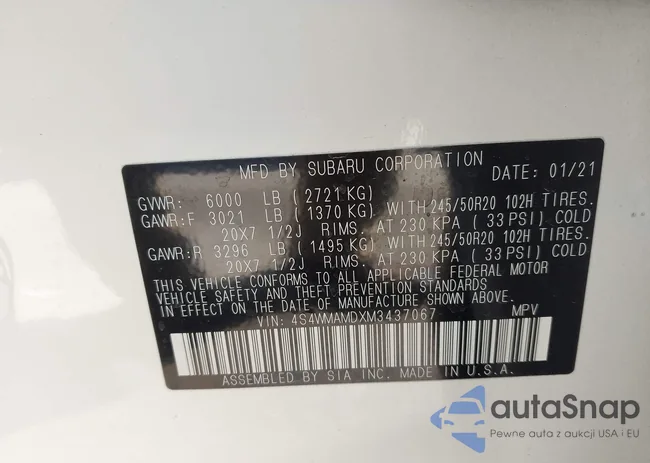 MFD BY SUBARU CORPORATION DATE: 01/21
GVWR: 6000 LB (2721 KG)
GAWR:F 3021 LB (1370 KG) WITH 245/50R20 102H TIRES.
20X7 1/2J RIMS. AT 230 KPA (33 PSI) COLD
GAWR:R 3296 LB (1495 KG) WITH 245/50R20 102H TIRES.
20X7 1/2J RIMS. AT 230 KPA (33 PSI) COLD
THIS VEHICLE CONFORMS TO ALL APPLICABLE FEDERAL MOTOR
VEHICLE SAFETY AND THEFT PREVENTION STANDARDS
IN EFFECT ON THE DATE OF MANUFACTURE SHOWN ABOVE.
VIN: 4S4WMAMDXM3437067 MPV
ASSEMBLED BY SIA INC. MADE IN U.S.A.
autaSnap
Pewne auta z aukcji USA i EU